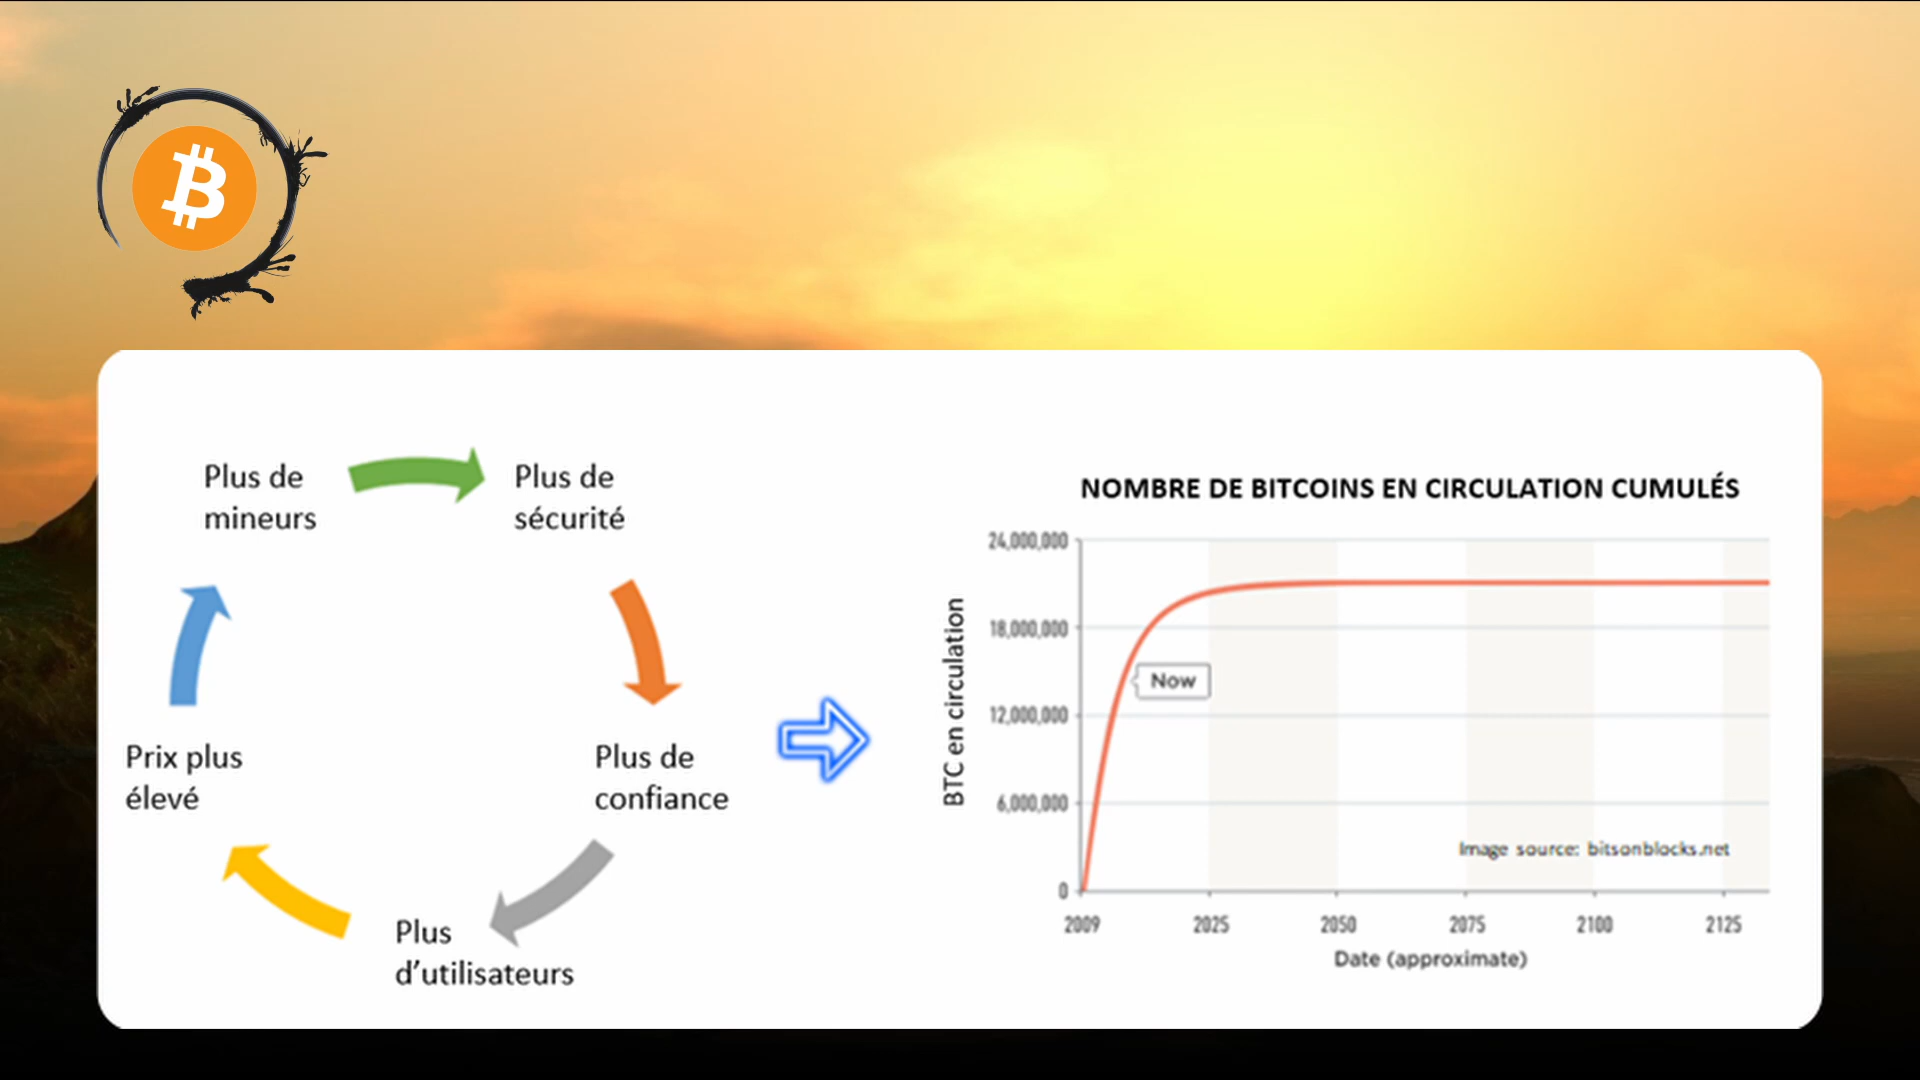 Plus de
mineurs
Plus de
sécurité
Plus de
confiance
Plus
d’utilisateurs
Prix plus
élevé
NOMBRE DE BITCOINS EN CIRCULATION CUMULÉS
BTC en circulation
24,000,000
18,000,000
12,000,000
6,000,000
0
Now
Image source: bitsonblocks.net
2009
2025
2050
2075
2100
2125
Date (approximate)